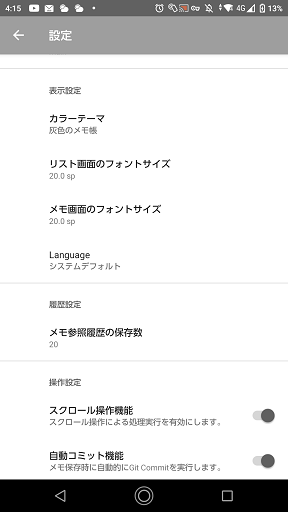 4:15
4G 13%
設定
表示設定
カラーテーマ
灰色のメモ帳
リスト画面のフォントサイズ
20.0 sp
メモ画面のフォントサイズ
20.0 sp
Language
システムデフォルト
履歴設定
メモ参照履歴の保存数
20
操作設定
スクロール操作機能
スクロール操作による処理実行を有効にします。
自動コミット機能
メモ保存時に自動的にGit Commitを実行します。